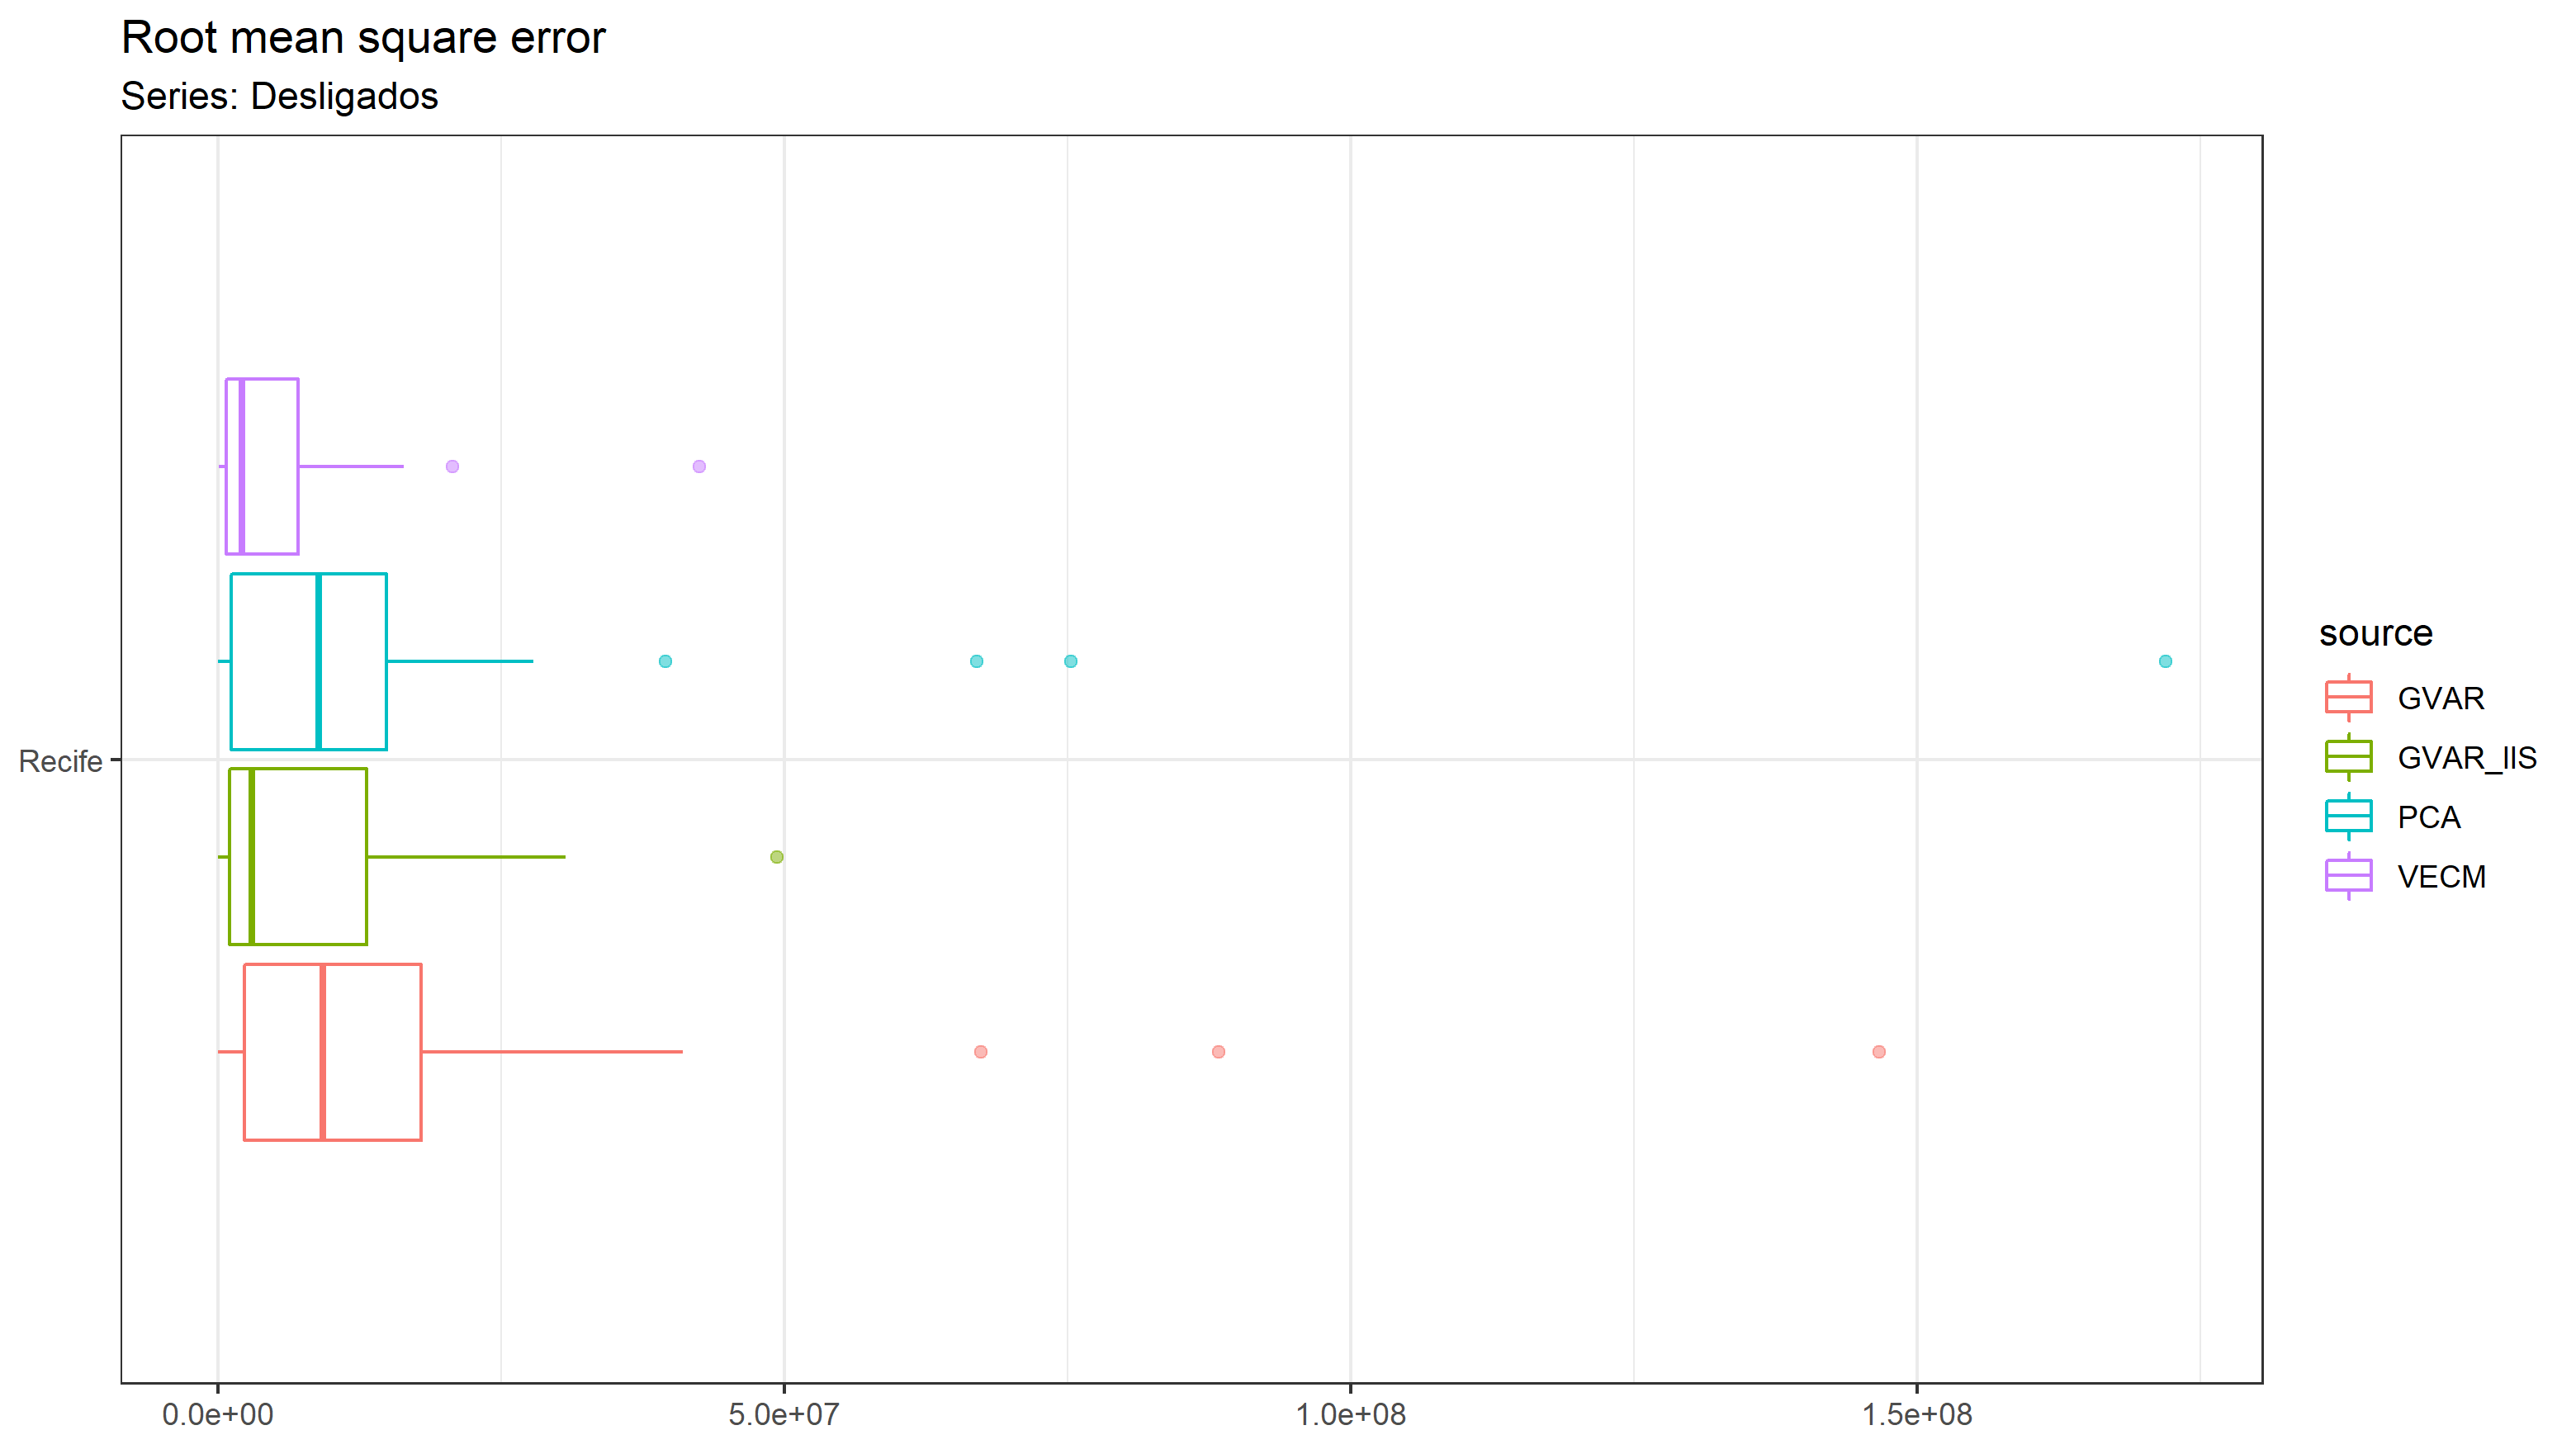 Root mean square error
Series: Desligados
Recife
0.0e+00
5.0e+07
1.0e+08
1.5e+08
source
GVAR
GVAR_IIS
PCA
VECM